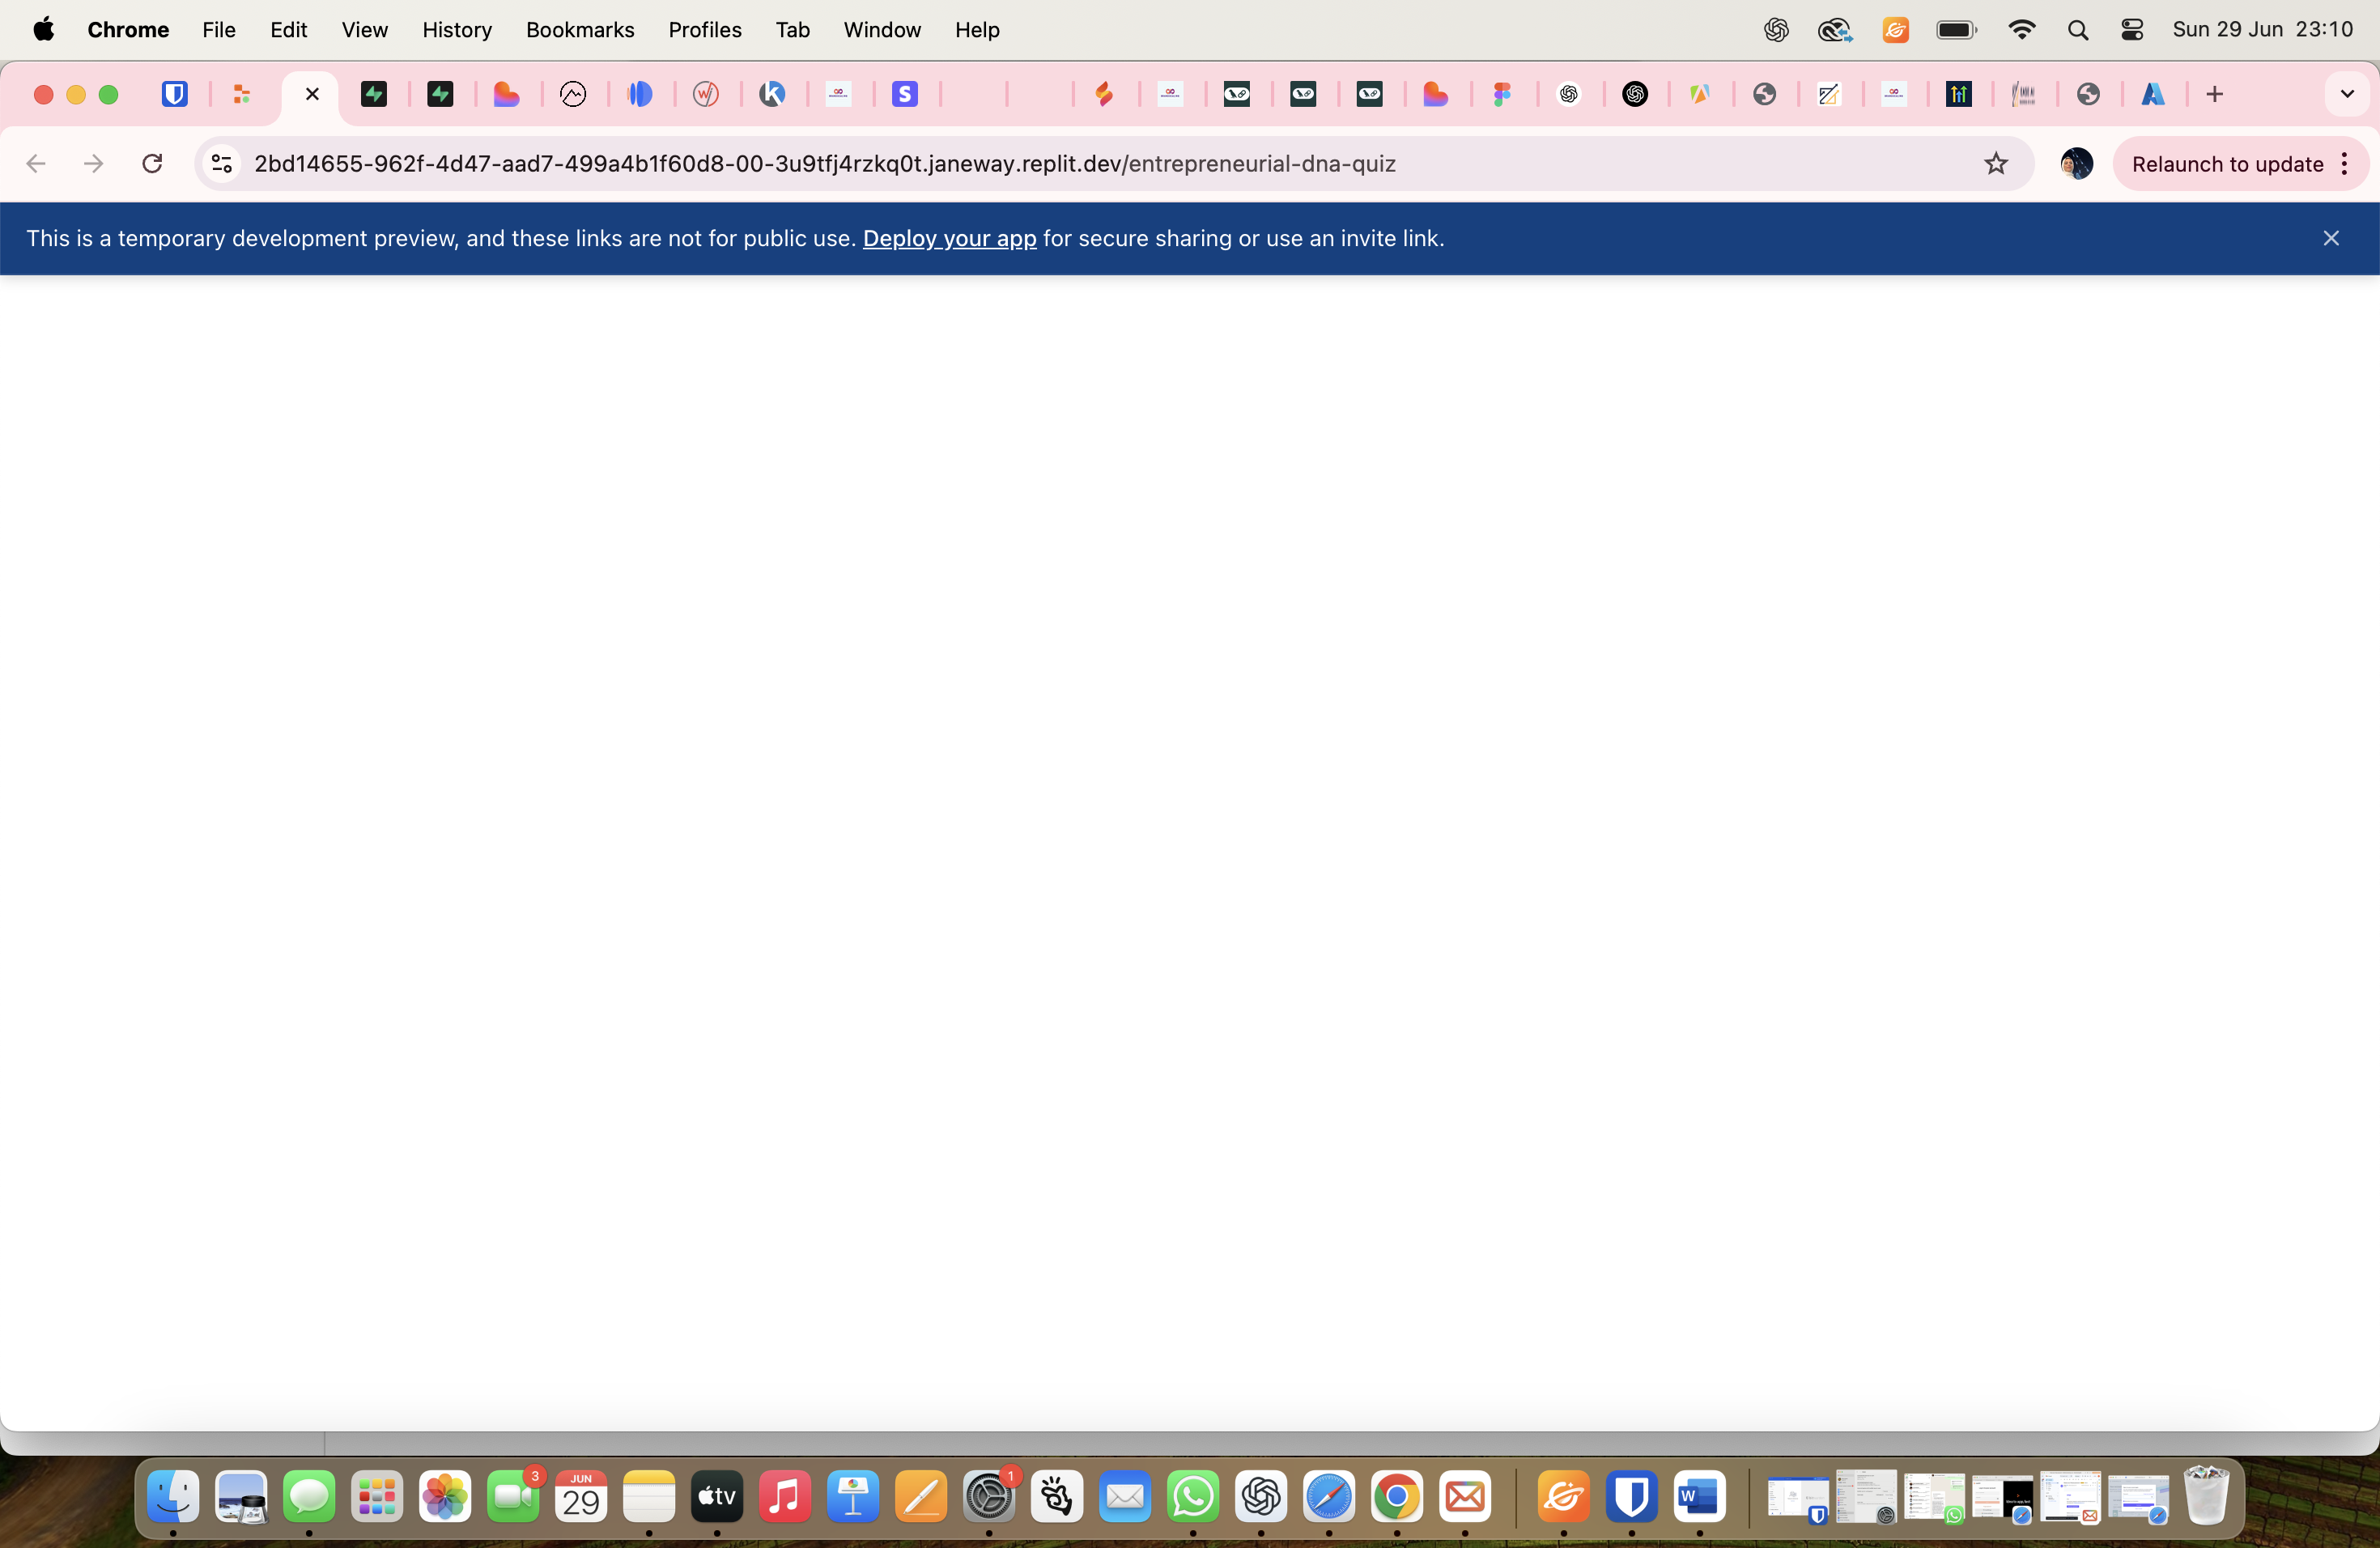 Chrome File Edit View History Bookmarks Profiles Tab Window Help Sun 29 Jun 23:10
2bd14655-962f-4d47-aad7-499a4b1f60d8-00-3u9tfj4rzkq0t.janeway.replit.dev/entrepreneurial-dna-quiz Relaunch to update
This is a temporary development preview, and these links are not for public use. Deploy your app for secure sharing or use an invite link.
3 JUN 29 tv 1 W